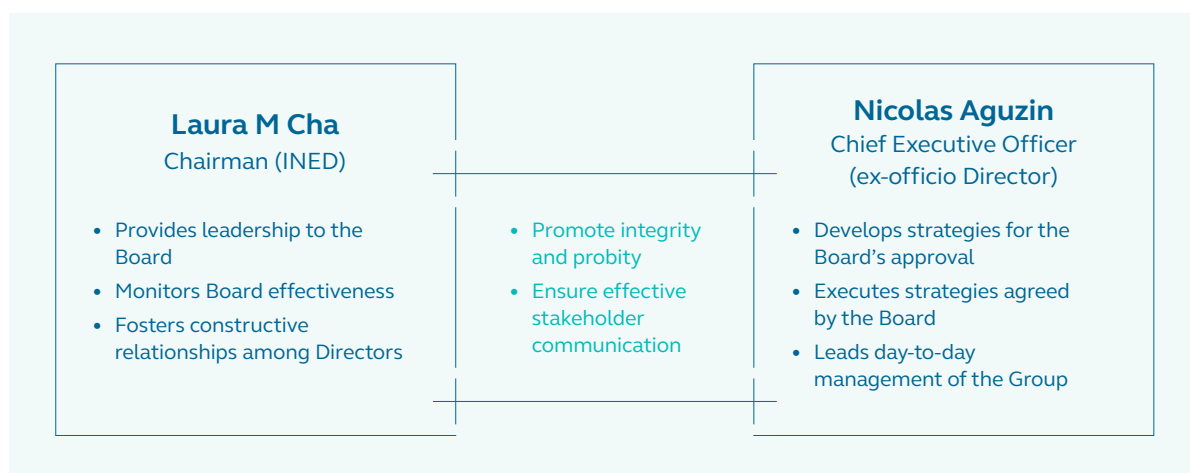 Laura M Cha
Chairman (INED)
• Provides leadership to the
Board
• Monitors Board effectiveness
• Fosters constructive
relationships among Directors
• Promote integrity
and probity
• Ensure effective
stakeholder
communication
Nicolas Aguzin
Chief Executive Officer
(ex-officio Director)
• Develops strategies for the
Board’s approval
• Executes strategies agreed
by the Board
• Leads day-to-day
management of the Group